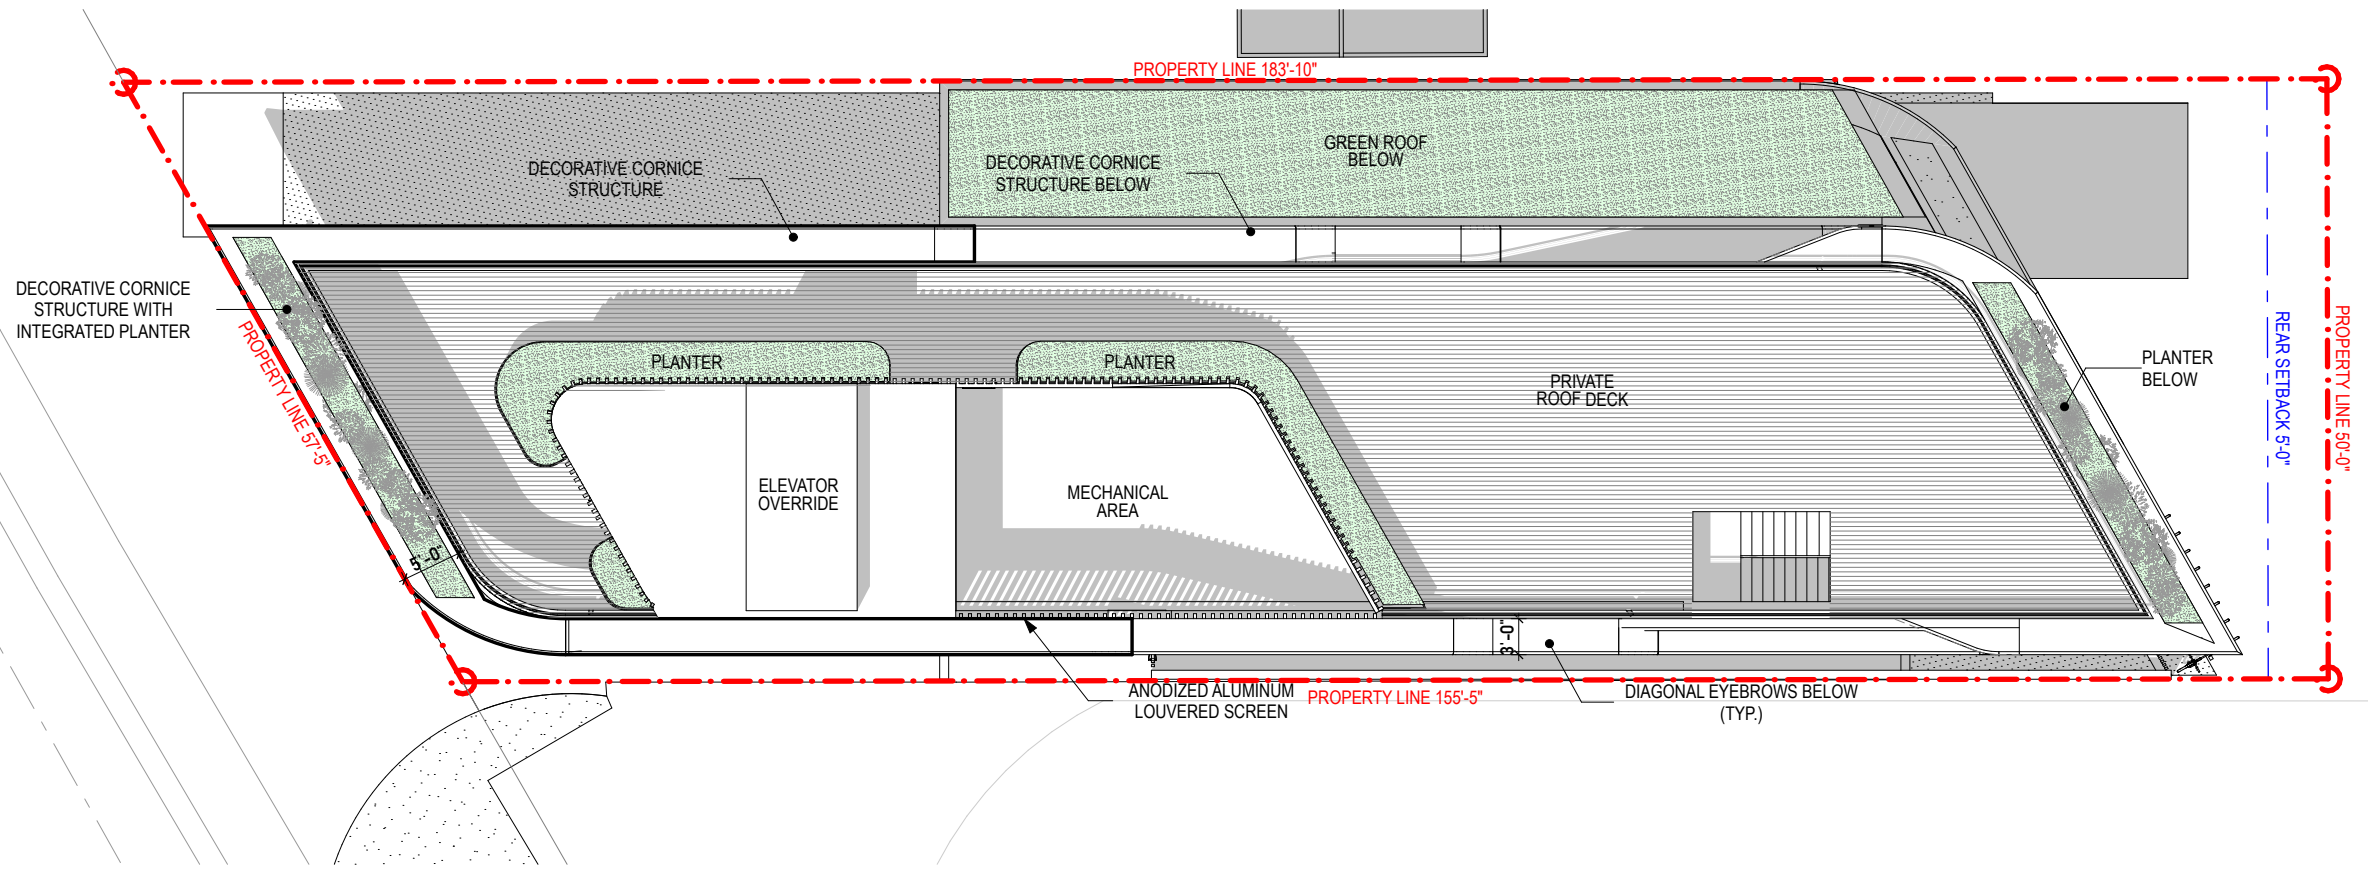 PROPERTY LINE 183'-10"
GREEN ROOF
BELOW
DECORATIVE CORNICE
STRUCTURE
DECORATIVE CORNICE
STRUCTURE BELOW
DECORATIVE CORNICE
STRUCTURE WITH
INTEGRATED PLANTER
PROPERTY LINE 57'-5"
PLANTER
PLANTER
PRIVATE
ROOF DECK
PLANTER
BELOW
REAR SETBACK 5'-0"
PROPERTY LINE 50'-0"
ELEVATOR
OVERRIDE
MECHANICAL
AREA
5'-0"
3'-0"
ANODIZED ALUMINUM
LOUVERED SCREEN
PROPERTY LINE 155'-5"
DIAGONAL EYEBROWS BELOW
(TYP.)